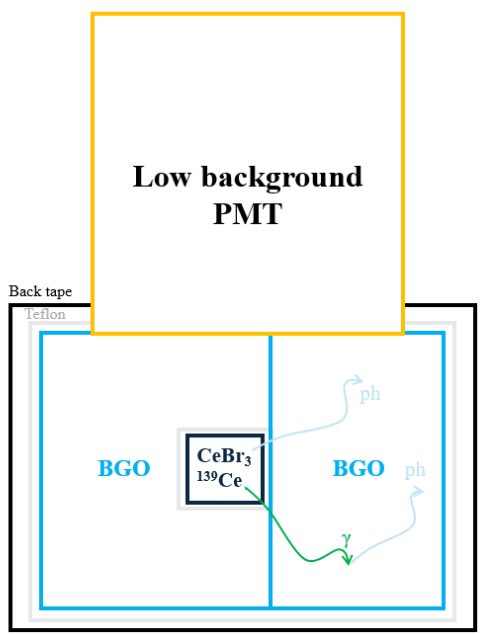 Low background
PMT
Back tape
Teflon
ph
BGO
CeBr₃
¹³⁹Ce
BGO
ph
γ